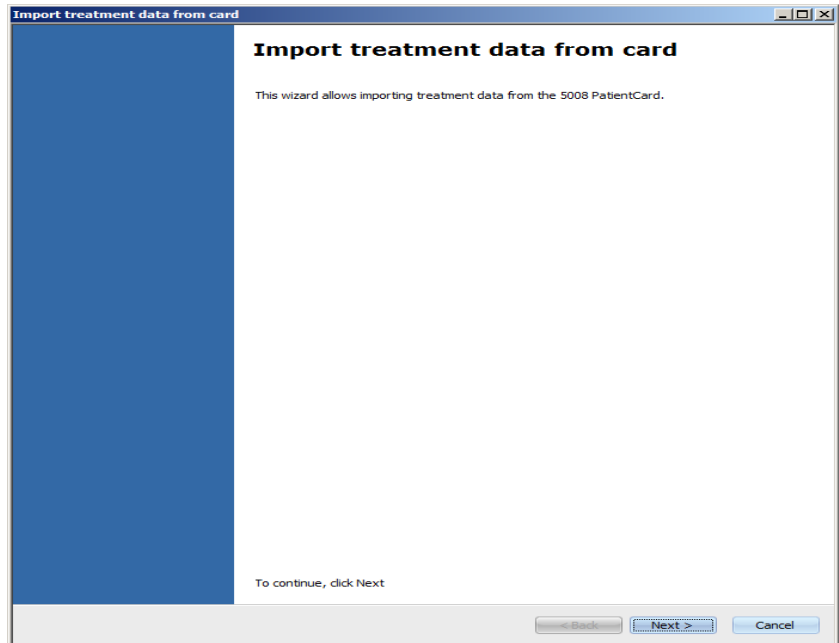 Import treatment data from card
Import treatment data from card
This wizard allows importing treatment data from the 5008 PatientCard.
To continue, click Next
< Back Next > Cancel